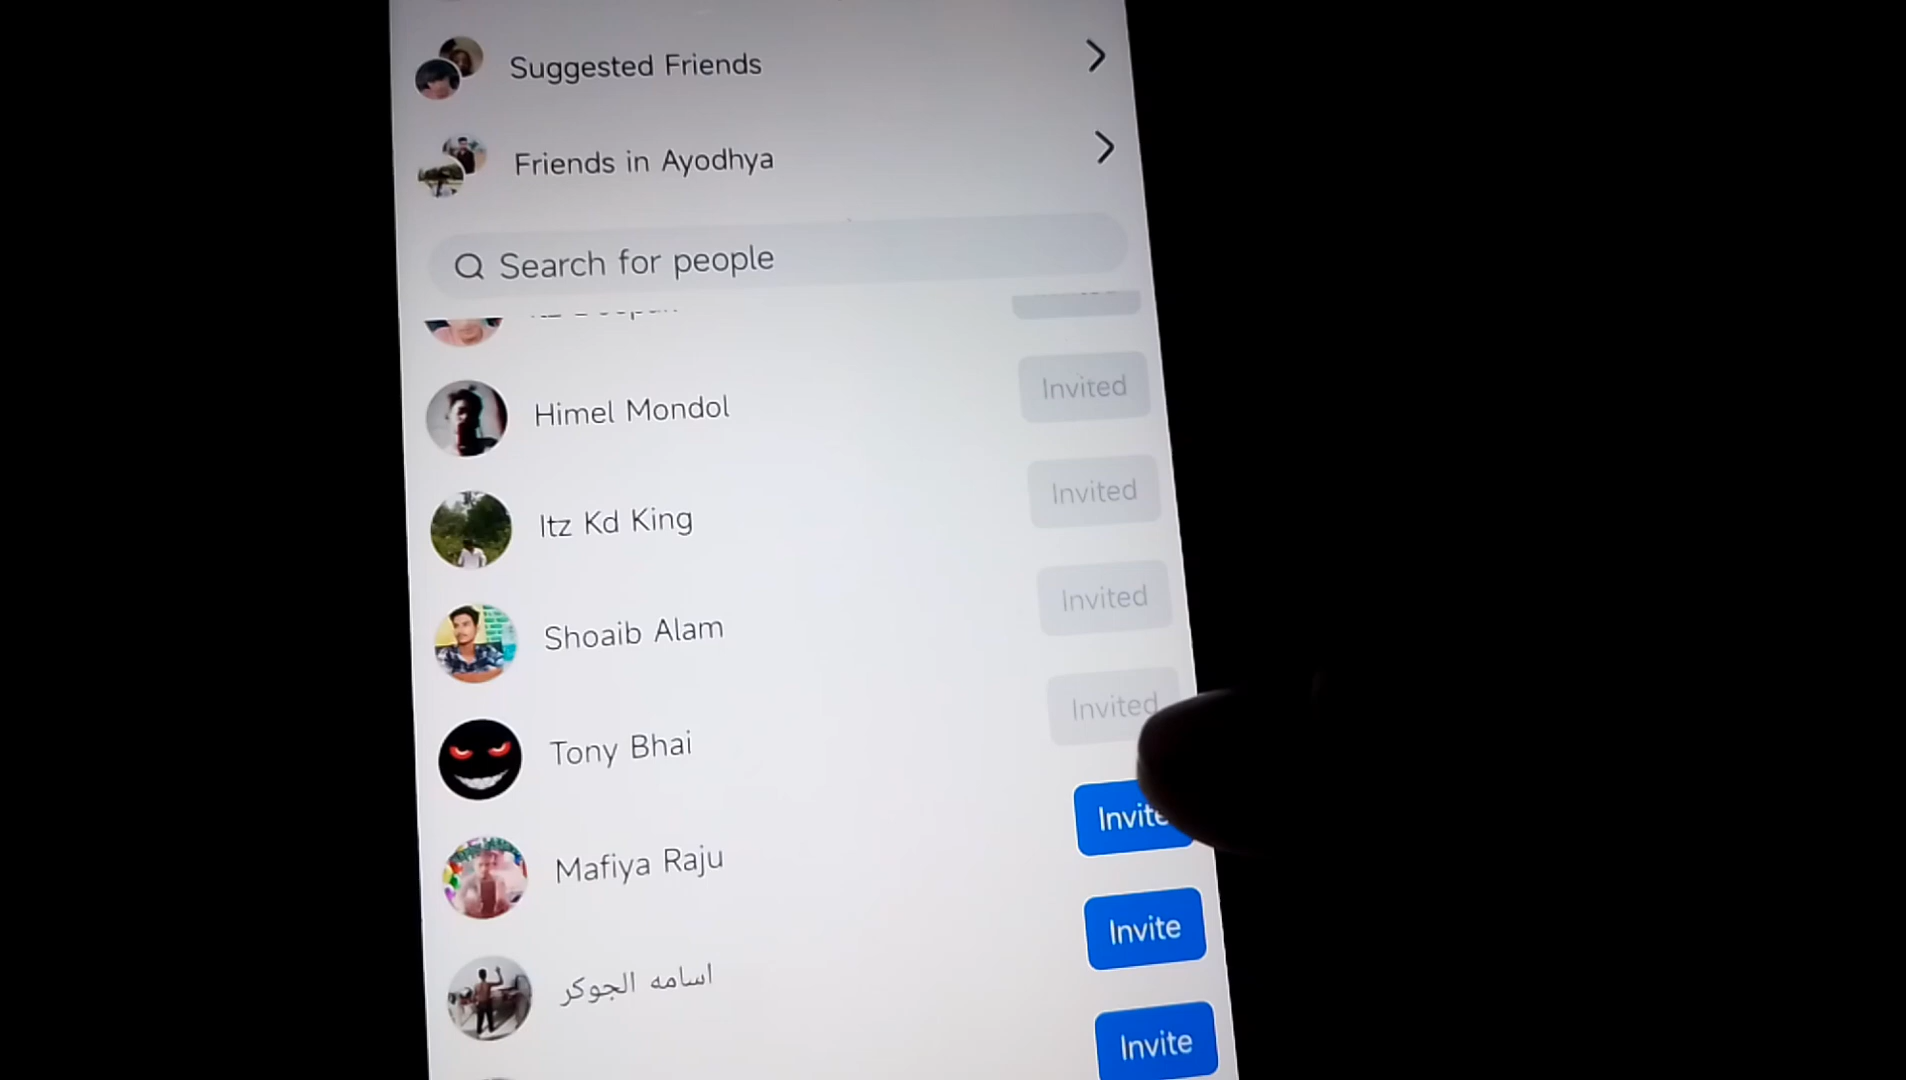 Suggested Friends
Friends in Ayodhya
Search for people
Himel Mondol
Invited
Itz Kd King
Invited
Shoaib Alam
Invited
Tony Bhai
Invited
Mafiya Raju
Invite
اسامه الجوكر
Invite
Invite